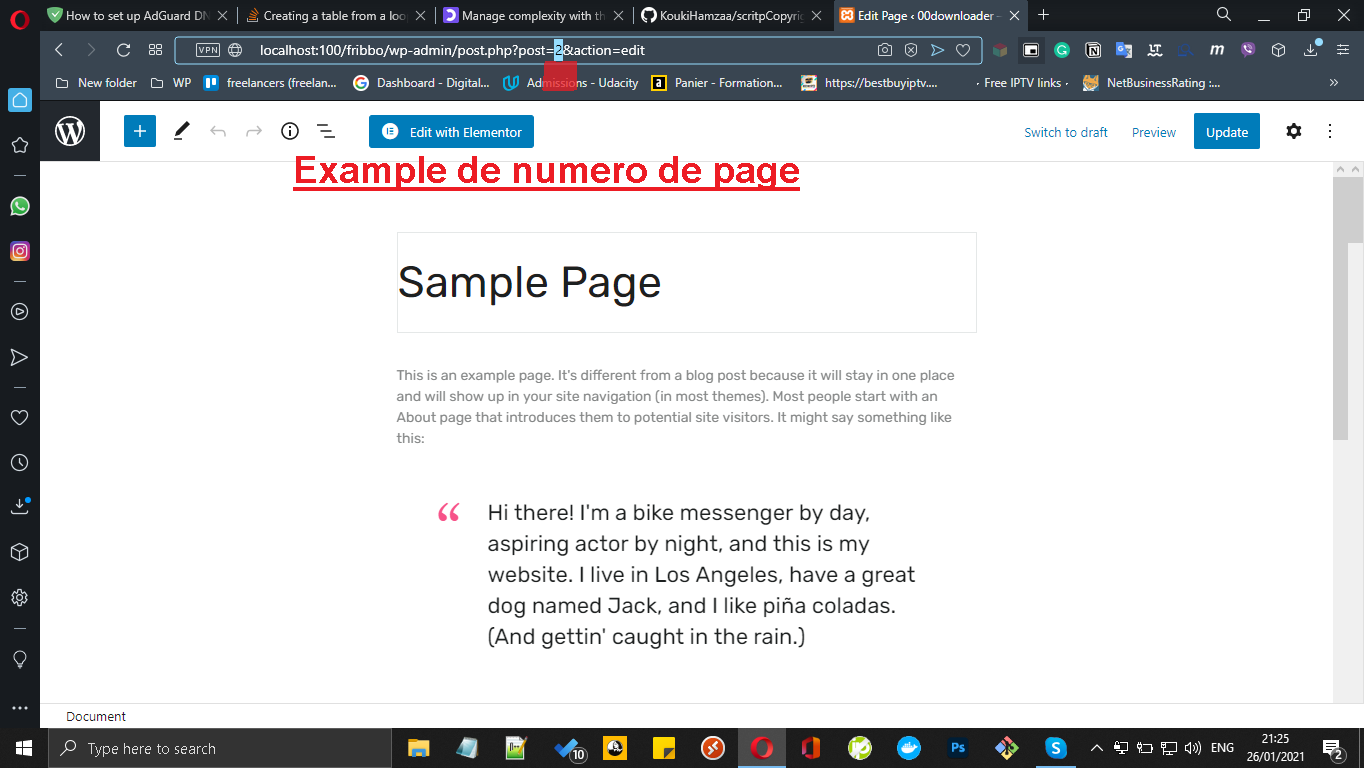 How to set up AdGuard DN
Creating a table from a loo
Manage complexity with th
KoukiHamzaa/scritpCopyri
Edit Page ‹ 00downloader –
VPN
localhost:100/fribbo/wp-admin/post.php?post=2&action=edit
New folder
WP
freelancers (freelan...
Dashboard - Digital...
Admissions - Udacity
Panier - Formation...
https://bestbuyiptv....
· Free IPTV links ·
NetBusinessRating :...
Edit with Elementor
Switch to draft
Preview
Update
Example de numero de page
Sample Page
This is an example page. It's different from a blog post because it will stay in one place
and will show up in your site navigation (in most themes). Most people start with an
About page that introduces them to potential site visitors. It might say something like
this:
“ Hi there! I'm a bike messenger by day,
aspiring actor by night, and this is my
website. I live in Los Angeles, have a great
dog named Jack, and I like piña coladas.
(And gettin' caught in the rain.)
Document
Type here to search
10
Ps
ENG
21:25
26/01/2021
2